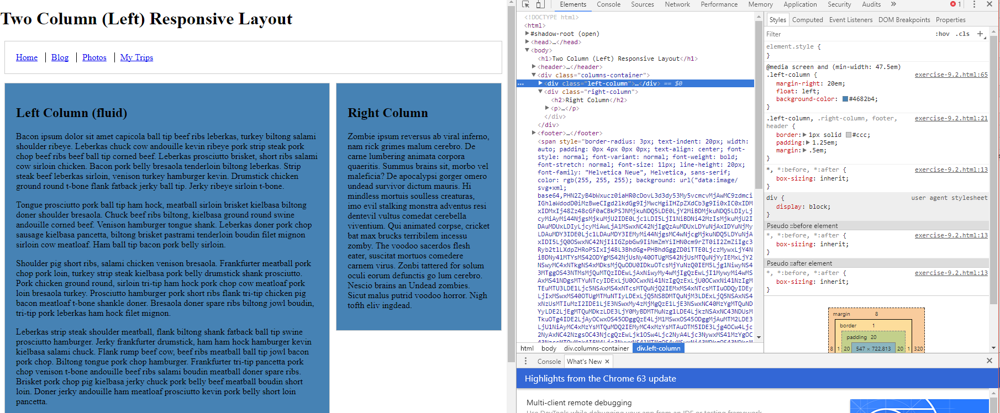 Two Column (Left) Responsive Layout
Home
Blog
Photos
My Trips
Left Column (fluid)
Bacon ipsum dolor sit amet capicola ball tip beef ribs leberkas, turkey biltong salami
shoulder ribeye. Leberkas chuck cow andouille kevin ribeye pork strip steak pork
chop beef ribs beef ball tip corned beef. Leberkas prosciutto brisket, short ribs salami
cow sirloin chicken. Bacon pork belly bresaola tenderloin biltong leberkas. Strip
steak beef leberkas sirloin, venison turkey hamburger kevin. Drumstick chicken
ground round t-bone flank fatback jerky ball tip. Jerky ribeye sirloin t-bone.
Tongue prosciutto pork ball tip ham hock, meatball sirloin brisket kielbasa biltong
doner shoulder bresaola. Chuck beef ribs biltong, kielbasa ground round swine
andouille corned beef. Venison hamburger tongue shank. Leberkas doner pork chop
sausage kielbasa pancetta, biltong brisket pastrami tenderloin boudin filet mignon
sirloin cow meatloaf. Ham ball tip bacon pork belly sirloin.
Shoulder pig short ribs, salami chicken venison bresaola. Frankfurter meatball pork
chop pork loin, turkey strip steak kielbasa pork belly drumstick shank prosciutto.
Pork chicken ground round, sirloin tri-tip ham hock pork chop cow meatloaf pork
loin bresaola turkey. Prosciutto hamburger pork short ribs flank tri-tip chicken pig
bacon meatloaf t-bone shankle doner. Bresaola doner spare ribs biltong jowl boudin,
tri-tip pork leberkas ham hock filet mignon.
Leberkas strip steak shoulder meatball, flank biltong shank fatback ball tip swine
prosciutto hamburger. Jerky frankfurter drumstick, ham ham hock hamburger kevin
kielbasa salami chuck. Flank rump beef cow, beef ribs meatball ball tip jowl bacon
pork chop. Biltong tongue pork chop hamburger. Frankfurter tri-tip pancetta pork
chop venison t-bone andouille beef ribs salami boudin meatball doner spare ribs.
Brisket pork chop pig kielbasa jerky chuck pork belly beef meatball boudin short
loin. Doner jerky andouille ham meatloaf prosciutto kevin pork belly short loin
pancetta.
Right Column
Zombie ipsum reversus ab viral inferno,
nam rick grimes malum cerebro. De
carne lumbering animata corpora
quaeritis. Summus brains sit, morbo vel
maleficia? De apocalypsi gorger omero
undead survivor dictum mauris. Hi
mindless mortuis soulless creaturas,
imo evil stalking monstra adventus resi
dentevil vultus comedat cerebella
viventium. Qui animated corpse, cricket
bat max brucks terribilem incessu
zomby. The voodoo sacerdos flesh
eater, suscitat mortuos comedere
carnem virus. Zonbi tattered for solum
oculi eorum defunctis go lum cerebro.
Nescio brains an Undead zombies.
Sicut malus putrid voodoo horror. Nigh
tofth eliv ingdead.
Elements Console Sources Network Performance Memory Application Security Audits » 1
<!DOCTYPE html>
<html>
#shadow-root (open)
<head>…</head>
<body>
<h1>Two Column (Left) Responsive Layout</h1>
<header>…</header>
<div class="columns-container">
<div class="left-column">…</div> == $0
<div class="right-column">
<h2>Right Column</h2>
<p>…</p>
</div>
</div>
<footer>…</footer>
<span style="border-radius: 3px; text-indent: 20px; width:
auto; padding: 0px 4px 0px 0px; text-align: center; font-
style: normal; font-variant: normal; font-weight: bold;
font-stretch: normal; font-size: 11px; line-height: 20px;
font-family: "Helvetica Neue", Helvetica, sans-serif;
color: rgb(255, 255, 255); background: url("data:image/
svg+xml;
html body div.columns-container div.left-column
Styles Computed Event Listeners DOM Breakpoints Properties
Filter :hov .cls +
element.style {
}
@media screen and (min-width: 47.5em)
.left-column { exercise-9.2.html:65
margin-right: 20em;
float: left;
background-color: #4682b4;
}
.left-column, .right-column, footer, exercise-9.2.html:21
header {
border: 1px solid #ccc;
padding: 1.25em;
margin: .5em;
}
*, *:before, *:after { exercise-9.2.html:13
box-sizing: inherit;
}
div { user agent stylesheet
display: block;
}
Pseudo ::before element
*, *:before, *:after { exercise-9.2.html:13
box-sizing: inherit;
}
Pseudo ::after element
*, *:before, *:after { exercise-9.2.html:13
box-sizing: inherit;
}
margin 8
border 1
padding 20
8 1 20 547 × 722.813 20 1 320
Console What's New ×
Highlights from the Chrome 63 update
Multi-client remote debugging